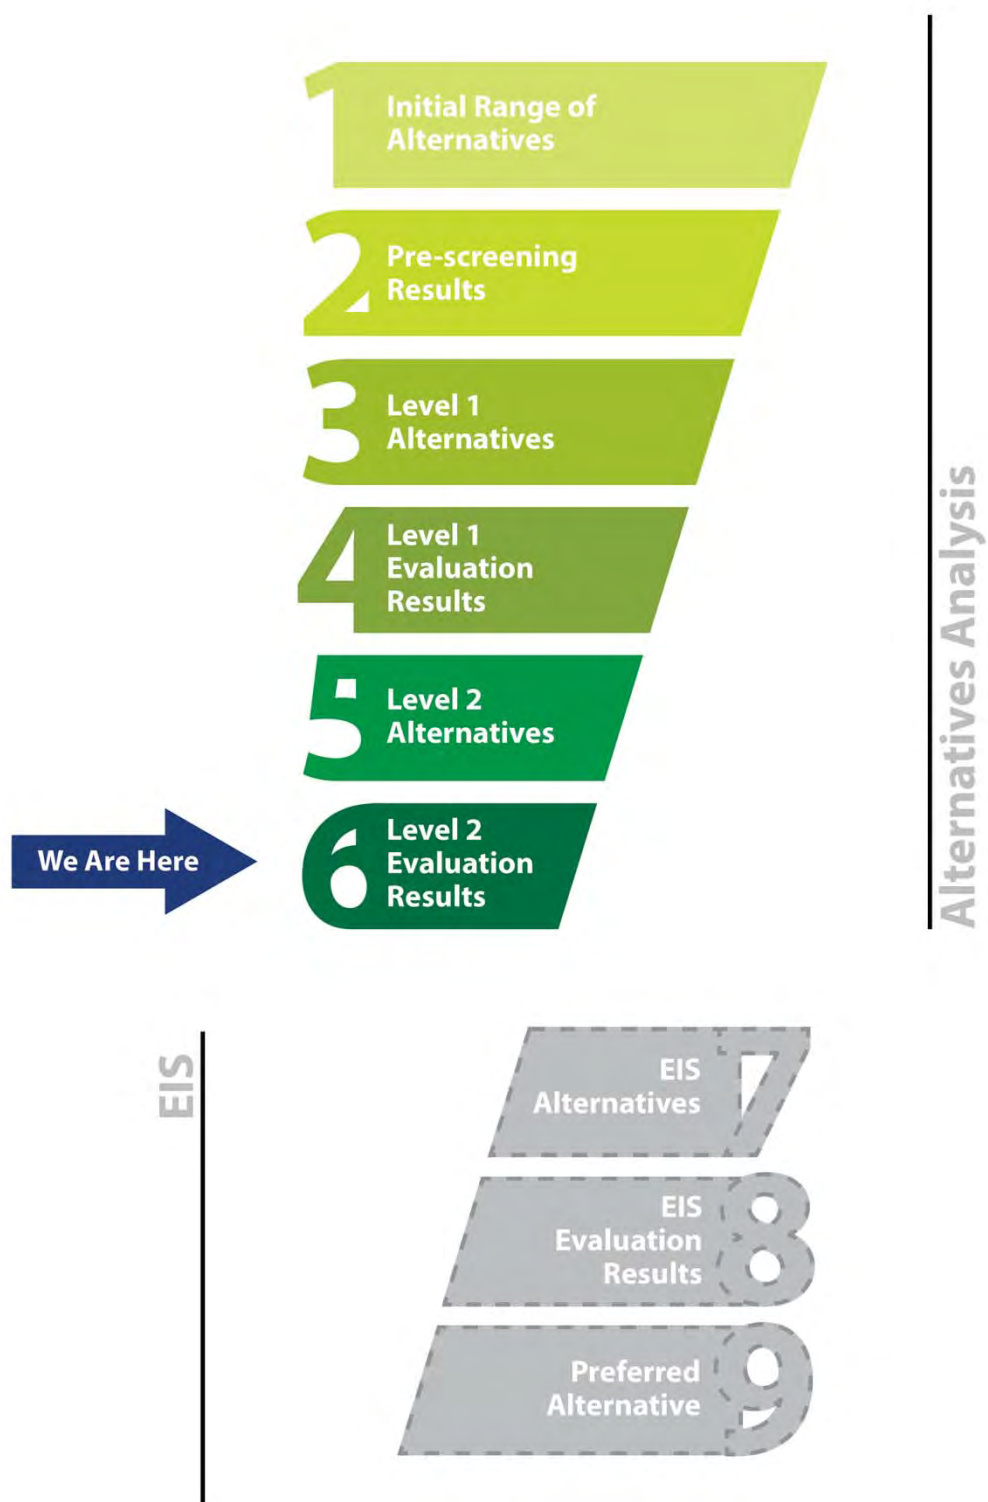 1
Initial Range of
Alternatives
2
Pre-screening
Results
3
Level 1
Alternatives
4
Level 1
Evaluation
Results
5
Level 2
Alternatives
We Are Here
6
Level 2
Evaluation
Results
Alternatives Analysis
EIS
EIS
Alternatives
7
EIS
Evaluation
Results
8
Preferred
Alternative
9